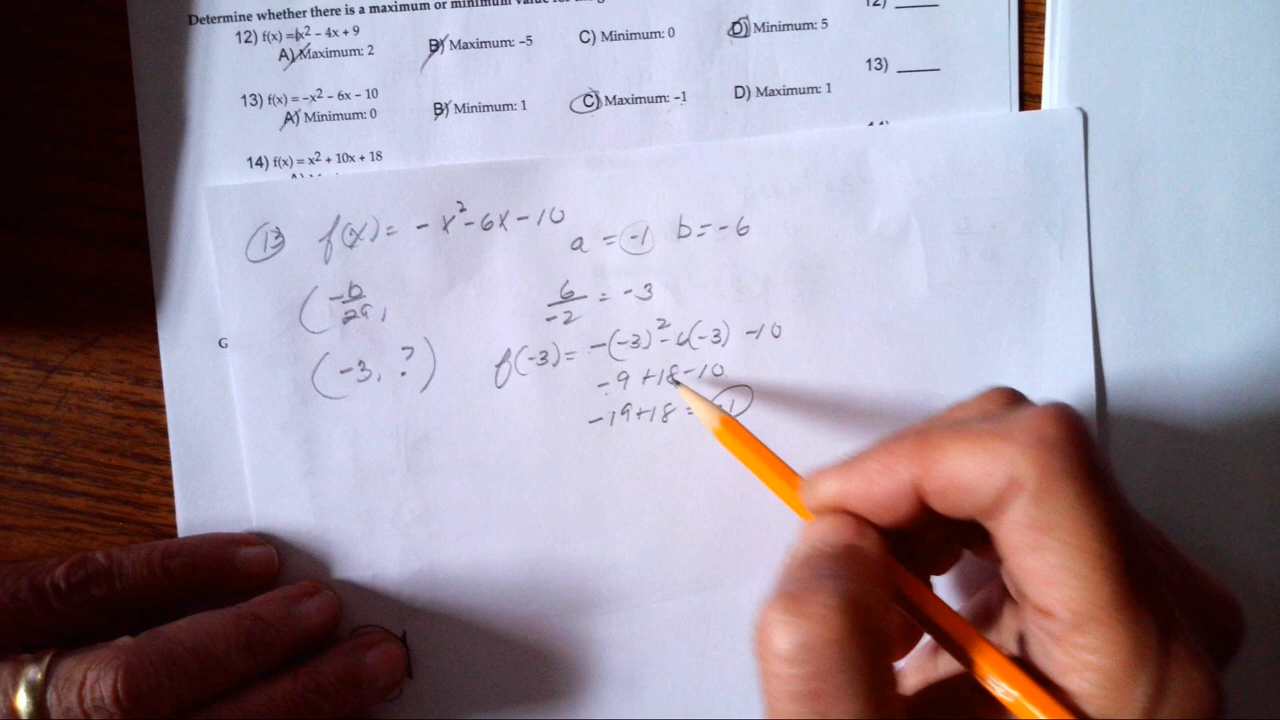 Determine whether there is a maximum or minimum value for
12) f(x) = x² - 4x + 9
12) ____
A) Maximum: 2 B) Maximum: -5 C) Minimum: 0 D) Minimum: 5
13) ____
13) f(x) = -x² - 6x - 10
A) Minimum: 0 B) Minimum: 1 C) Maximum: -1 D) Maximum: 1
14) f(x) = x² + 10x + 18
13 f(x) = -x² - 6x - 10
a = -1 b = -6
(-b/2a, 6/-2 = -3
G
(-3, ?) f(-3) = -(-3)² - 6(-3) - 10
-9 + 18 - 10
-19 + 18 = -1